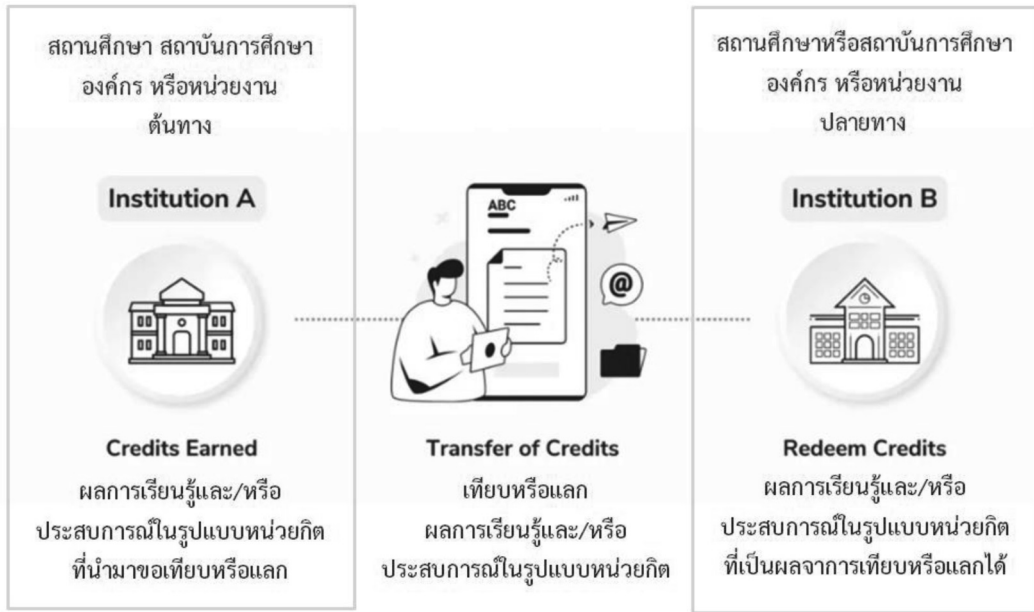 สถานศึกษา สถาบันการศึกษา
องค์กร หรือหน่วยงาน
ต้นทาง
Institution A
Credits Earned
ผลการเรียนรู้และ/หรือ
ประสบการณ์ในรูปแบบหน่วยกิต
ที่นำมาขอเทียบหรือแลก
ABC
@
Transfer of Credits
เทียบหรือแลก
ผลการเรียนรู้และ/หรือ
ประสบการณ์ในรูปแบบหน่วยกิต
สถานศึกษาหรือสถาบันการศึกษา
องค์กร หรือหน่วยงาน
ปลายทาง
Institution B
Redeem Credits
ผลการเรียนรู้และ/หรือ
ประสบการณ์ในรูปแบบหน่วยกิต
ที่เป็นผลจาการเทียบหรือแลกได้